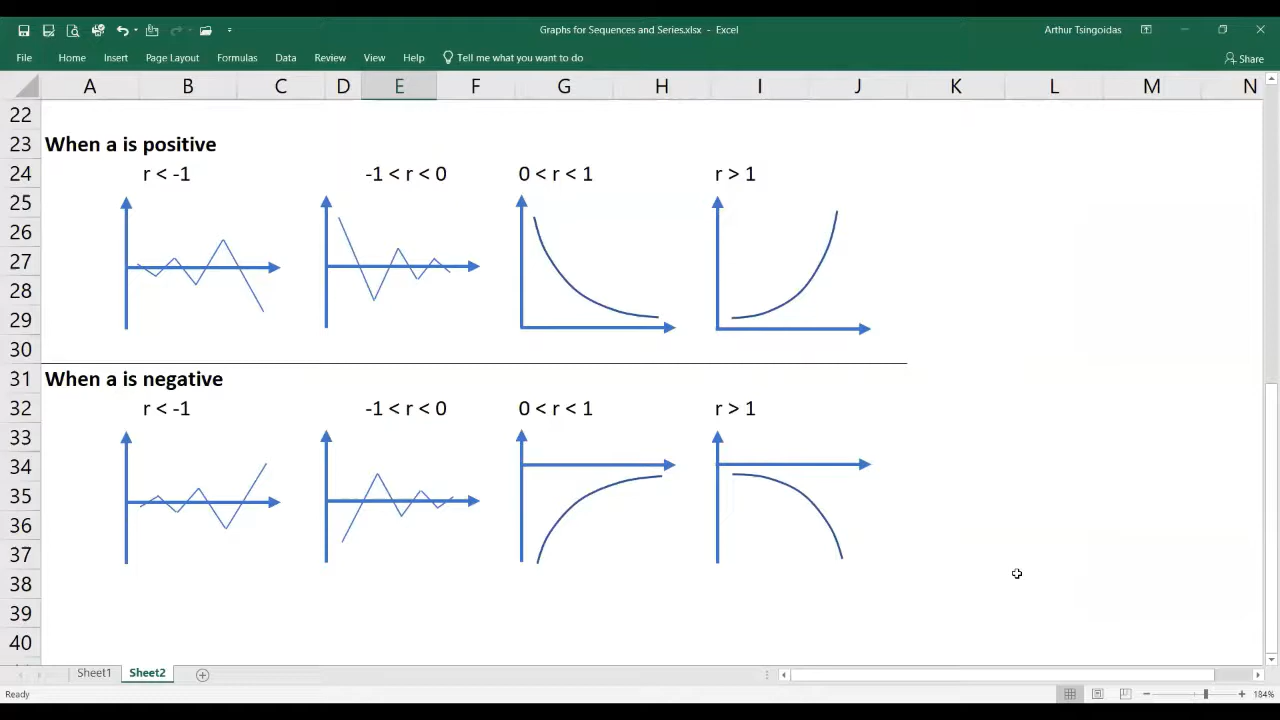 Graphs for Sequences and Series.xlsx - Excel
Arthur Tsingoidas
File Home Insert Page Layout Formulas Data Review View Help Tell me what you want to do
Share
A B C D E F G H I J K L M N
22
23 When a is positive
24 r < -1 -1 < r < 0 0 < r < 1 r > 1
25
26
27
28
29
30
31 When a is negative
32 r < -1 -1 < r < 0 0 < r < 1 r > 1
33
34
35
36
37
38
39
40
Sheet1 Sheet2
Ready
184%